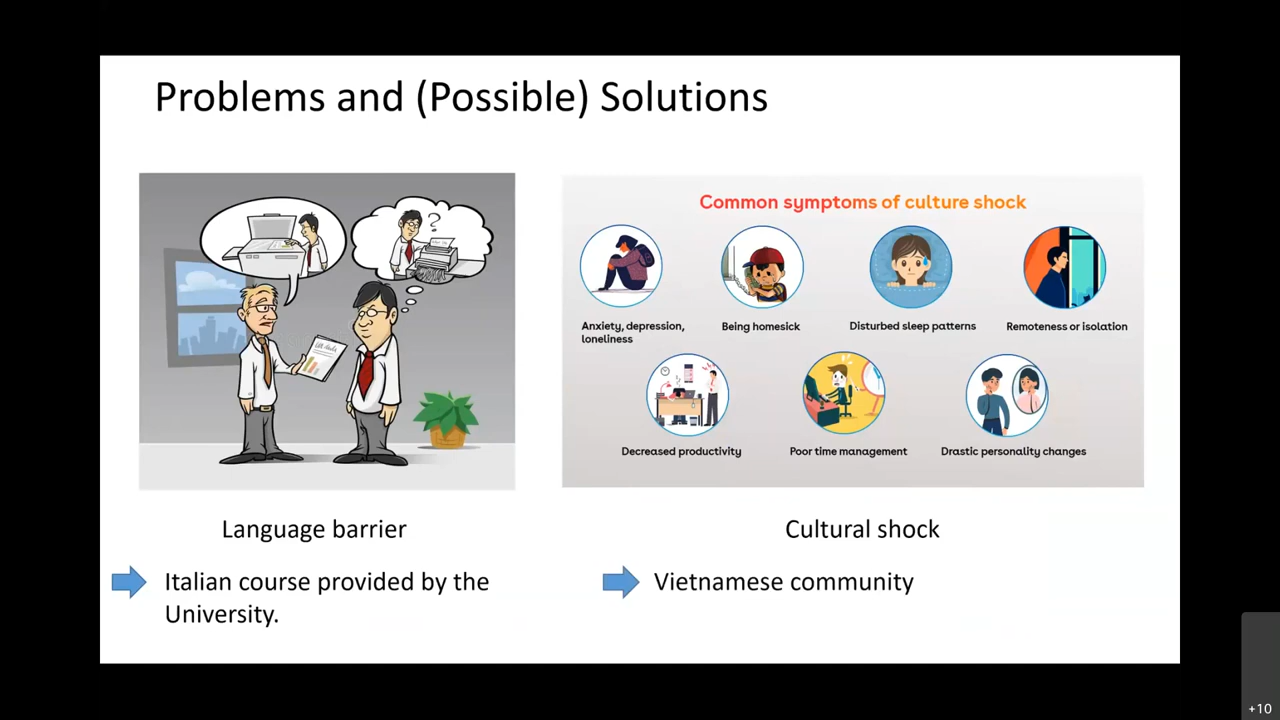 Problems and (Possible) Solutions
Common symptoms of culture shock
Anxiety, depression,
loneliness
Being homesick
Disturbed sleep patterns
Remoteness or isolation
Decreased productivity
Poor time management
Drastic personality changes
Language barrier
Cultural shock
Italian course provided by the
University.
Vietnamese community
+10